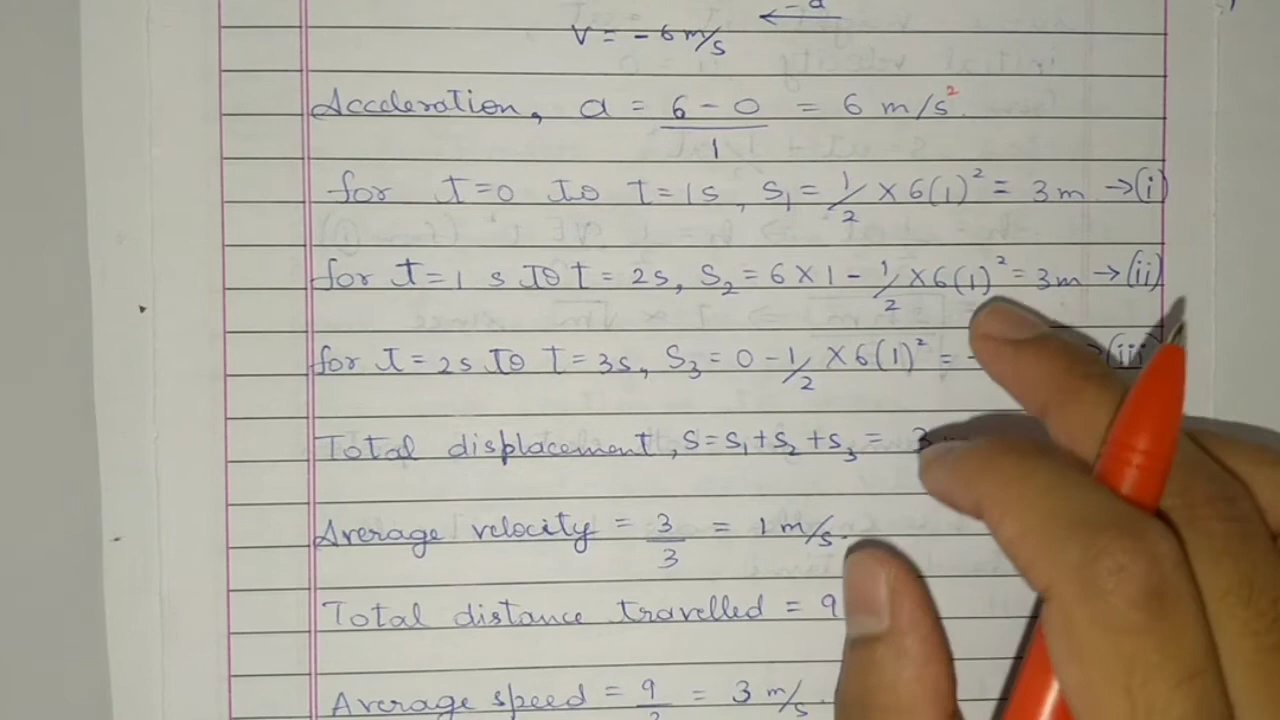 -a
v = - 6 m/s
Acceleration, a = 6 - 0 / 1 = 6 m/s²
for t=0 to t=1s, S₁ = 1/2 × 6(1)² = 3m → (i)
for t=1 s to t = 2s, S₂ = 6 × 1 - 1/2 × 6(1)² = 3m → (ii)
for t = 2s to t = 3s, S₃ = 0 - 1/2 × 6(1)² = - → (iii
Total displacement, s = s₁ + s₂ + s₃ = 3
Average velocity = 3/3 = 1 m/s.
Total distance travelled = 9
Average speed = 9/ = 3 m/s.